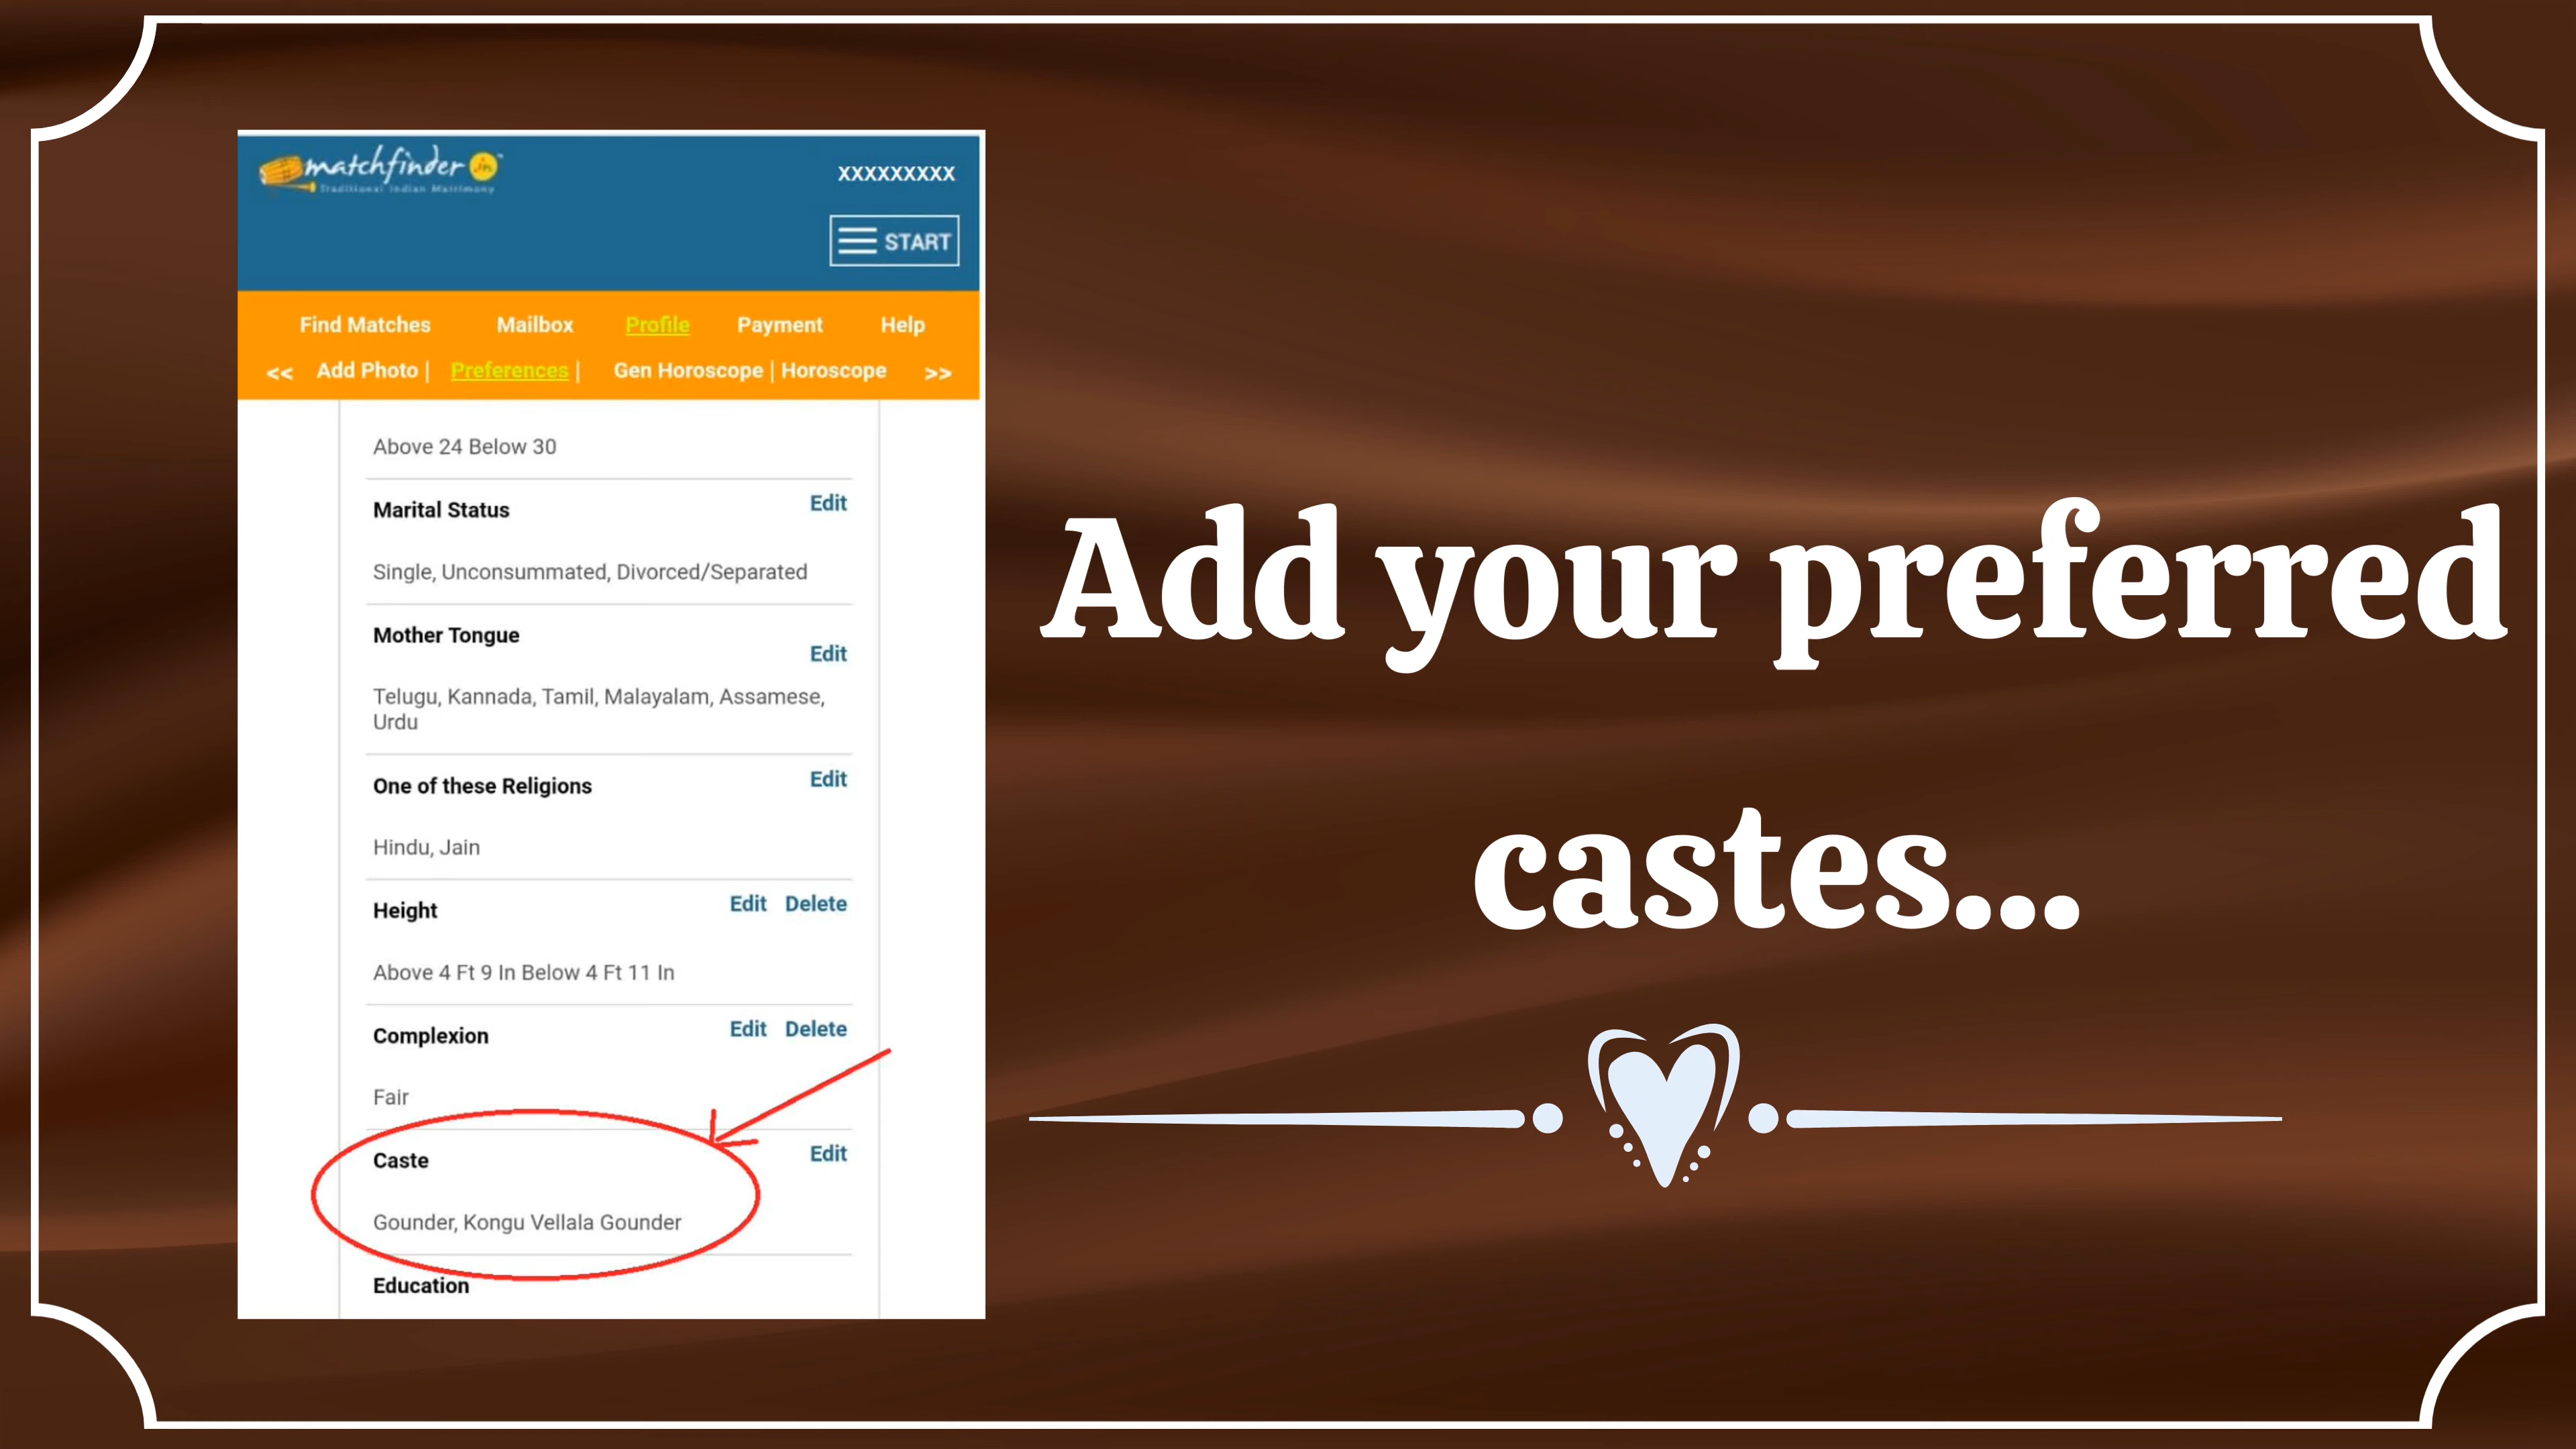 matchfinder.in™
Traditional Indian Matrimony
XXXXXXXXX
START
Find Matches Mailbox Profile Payment Help
<< Add Photo | Preferences | Gen Horoscope | Horoscope >>
Above 24 Below 30
Marital Status Edit
Single, Unconsummated, Divorced/Separated
Mother Tongue Edit
Telugu, Kannada, Tamil, Malayalam, Assamese,
Urdu
One of these Religions Edit
Hindu, Jain
Height Edit Delete
Above 4 Ft 9 In Below 4 Ft 11 In
Complexion Edit Delete
Fair
Caste Edit
Gounder, Kongu Vellala Gounder
Education
Add your preferred
castes...